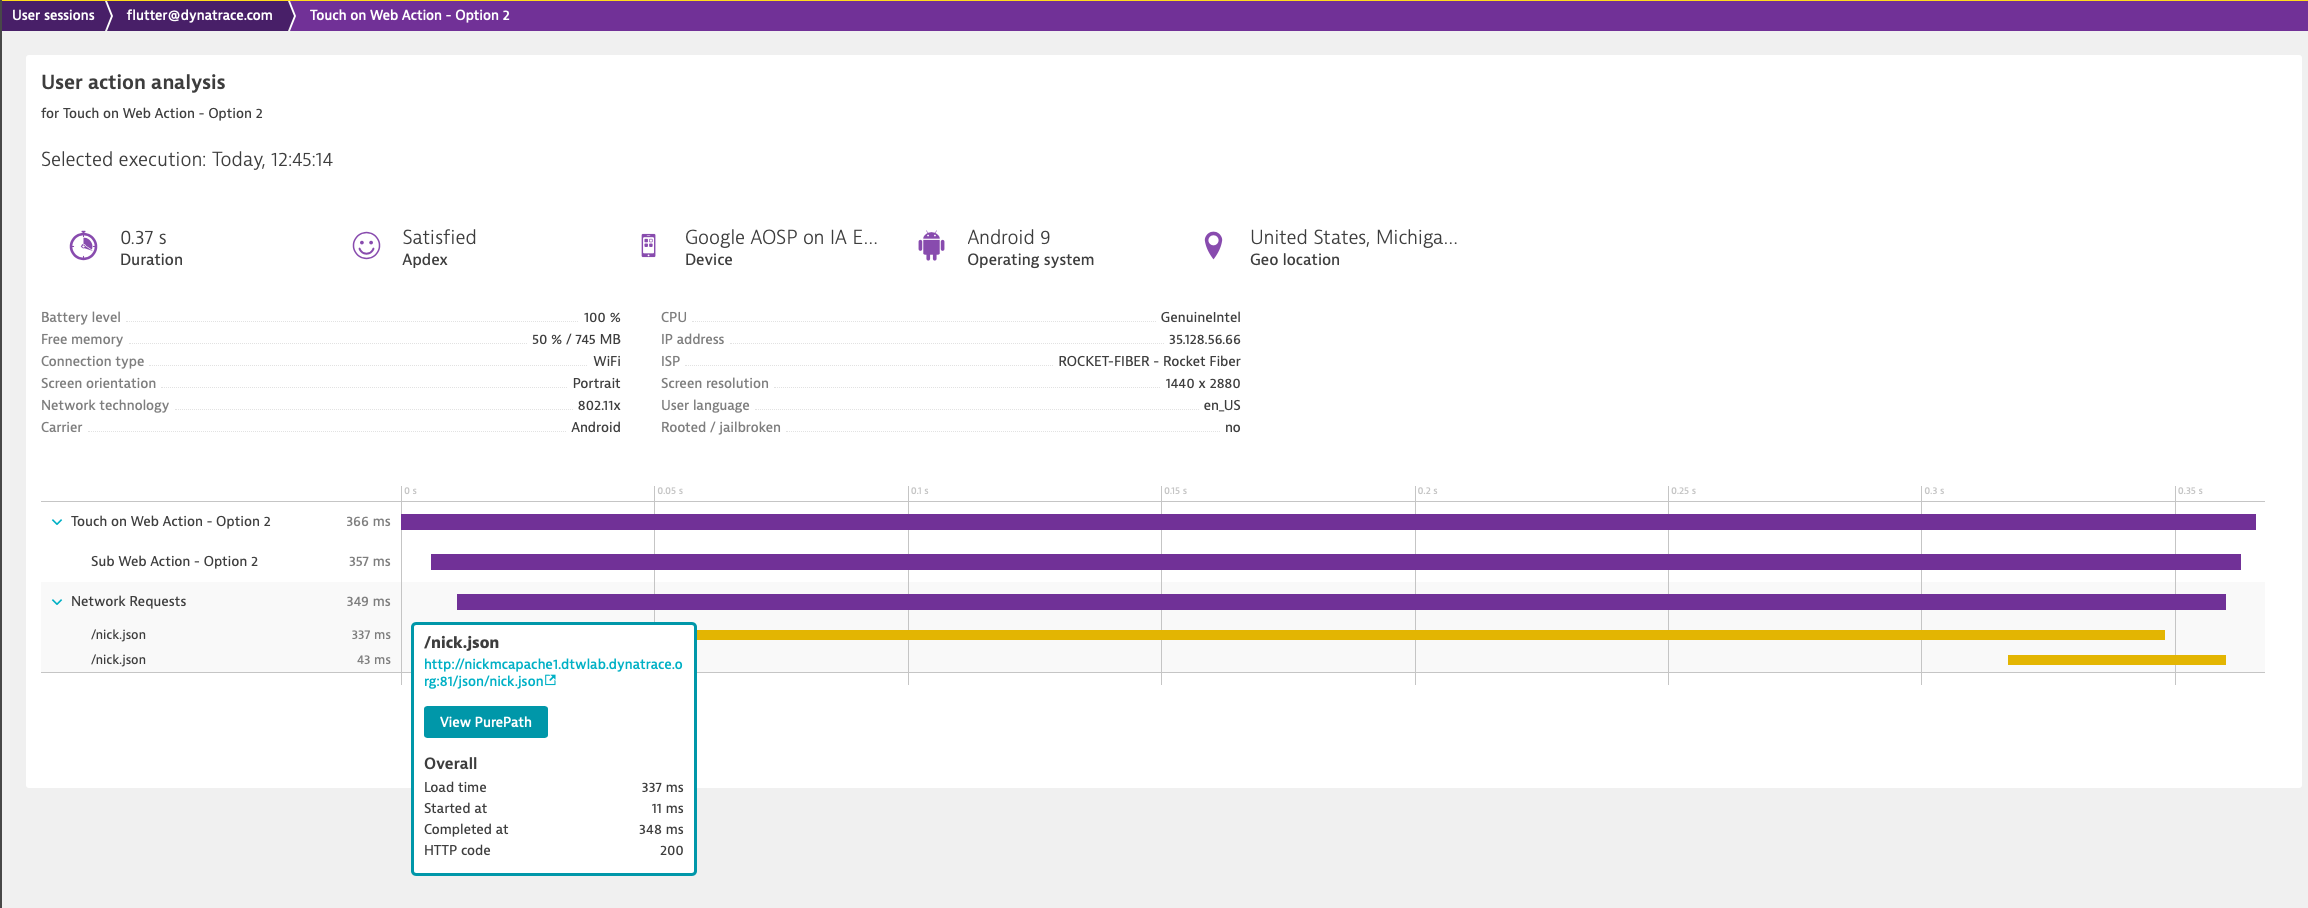 User sessions
flutter@dynatrace.com
Touch on Web Action - Option 2
User action analysis
for Touch on Web Action - Option 2
Selected execution: Today, 12:45:14
0.37 s
Duration
Satisfied
Apdex
Google AOSP on IA E...
Device
Android 9
Operating system
United States, Michiga...
Geo location
Battery level 100 %
Free memory 50 % / 745 MB
Connection type WiFi
Screen orientation Portrait
Network technology 802.11x
Carrier Android
CPU GenuineIntel
IP address 35.128.56.66
ISP ROCKET-FIBER - Rocket Fiber
Screen resolution 1440 x 2880
User language en_US
Rooted / jailbroken no
0 s 0.05 s 0.1 s 0.15 s 0.2 s 0.25 s 0.3 s 0.35 s
Touch on Web Action - Option 2 366 ms
Sub Web Action - Option 2 357 ms
Network Requests 349 ms
/nick.json 337 ms
/nick.json 43 ms
/nick.json
http://nickmcapache1.dtwlab.dynatrace.o
rg:81/json/nick.json
View PurePath
Overall
Load time 337 ms
Started at 11 ms
Completed at 348 ms
HTTP code 200